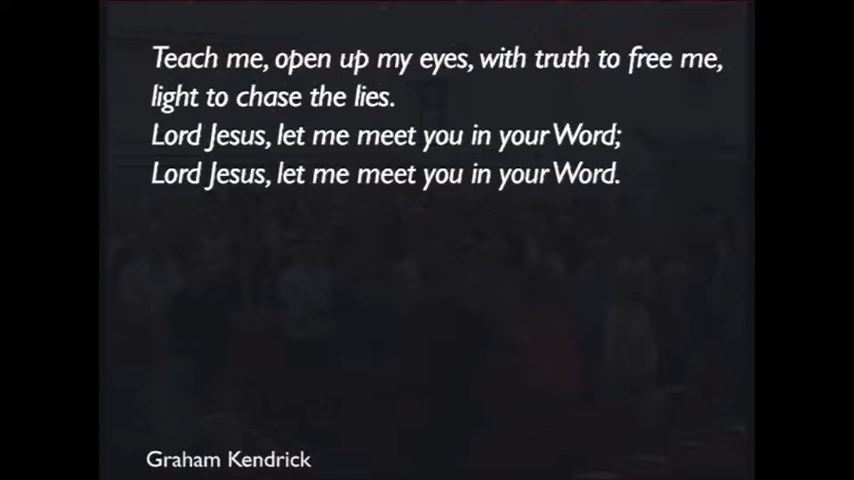 Teach me, open up my eyes, with truth to free me,
light to chase the lies.
Lord Jesus, let me meet you in your Word;
Lord Jesus, let me meet you in your Word.
Graham Kendrick